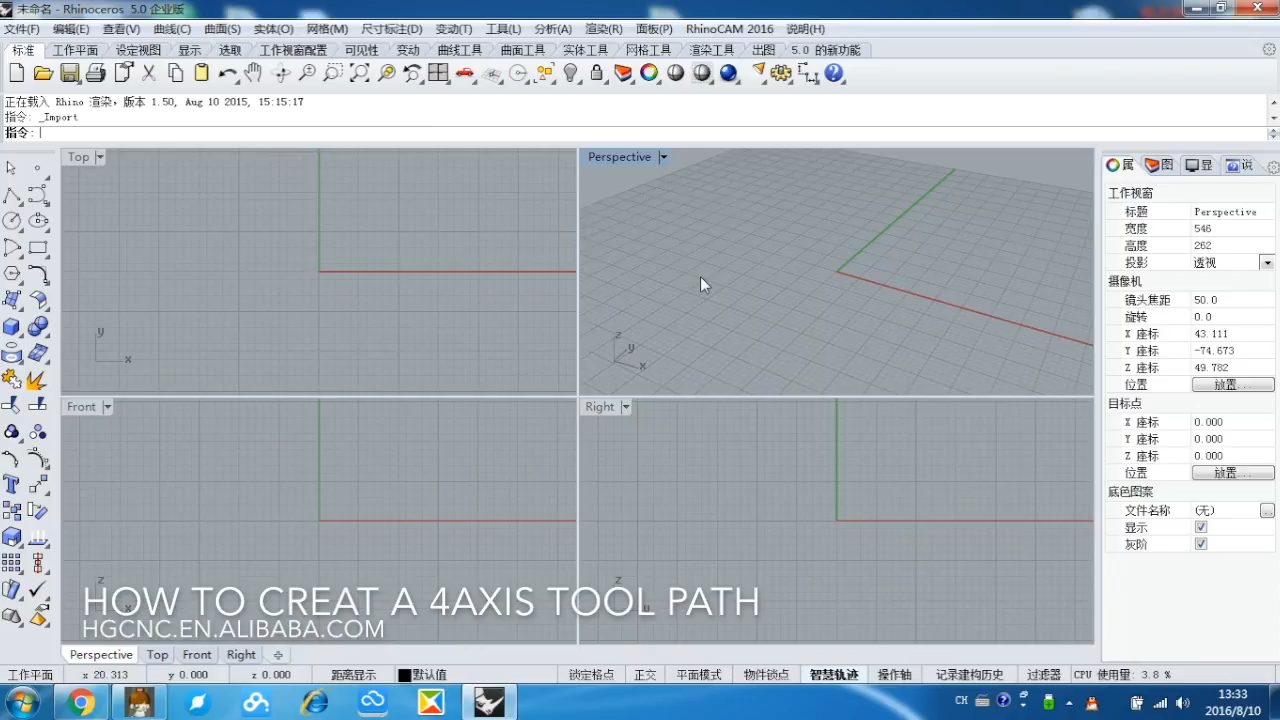 未命名 - Rhinoceros 5.0 企业版
文件(F) 编辑(E) 查看(V) 曲线(C) 曲面(S) 实体(O) 网格(M) 尺寸标注(D) 变动(T) 工具(L) 分析(A) 渲染(R) 面板(P) RhinoCAM 2016 说明(H)
标准 工作平面 设定视图 显示 选取 工作视窗配置 可见性 变动 曲线工具 曲面工具 实体工具 网格工具 渲染工具 出图 5.0 的新功能
正在载入 Rhino 渲染, 版本 1.50, Aug 10 2015, 15:15:17
指令: _Import
指令:
Top
Perspective
属 图 显 说
工作视窗
标题 Perspective
宽度 546
高度 262
投影 透视
摄像机
镜头焦距 50.0
旋转 0.0
X 座标 43.111
Y 座标 -74.673
Z 座标 49.782
位置 放置...
目标点
X 座标 0.000
Y 座标 0.000
Z 座标 0.000
位置 放置...
底色图案
文件名称 (无) ...
显示
灰阶
y
x
z
y
x
Front
Right
z
x
z
HOW TO CREAT A 4AXIS TOOL PATH
HGCNC.EN.ALIBABA.COM
Perspective Top Front Right
工作平面 x 20.313 y 0.000 z 0.000 距离显示 默认值 锁定格点 正交 平面模式 物件锁点 智慧轨迹 操作轴 记录建构历史 过滤器 CPU 使用量: 3.8 %
CH
13:33
2016/8/10